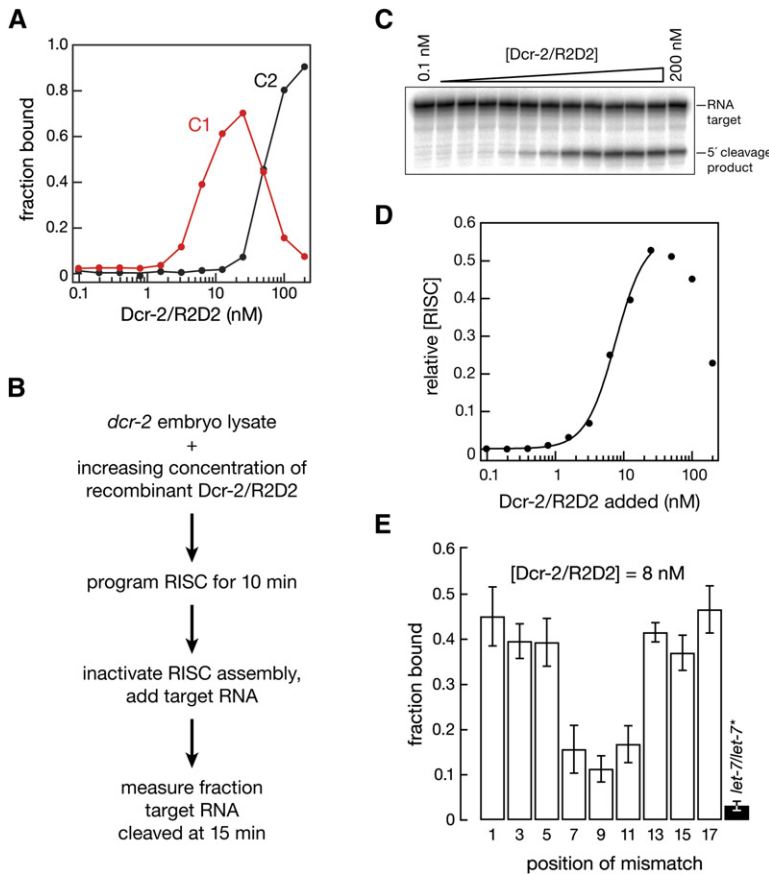 A
1.0
0.8
0.6
0.4
0.2
0
fraction bound
C1
C2
0.1
1
10
100
Dcr-2/R2D2 (nM)
B
dcr-2 embryo lysate
+
increasing concentration of
recombinant Dcr-2/R2D2
program RISC for 10 min
inactivate RISC assembly,
add target RNA
measure fraction
target RNA
cleaved at 15 min
C
0.1 nM
[Dcr-2/R2D2]
200 nM
RNA
target
5´ cleavage
product
D
0.6
0.5
0.4
0.3
0.2
0.1
0
relative [RISC]
0.1
1
10
100
Dcr-2/R2D2 added (nM)
E
[Dcr-2/R2D2] = 8 nM
0.6
0.5
0.4
0.3
0.2
0.1
0
fraction bound
let-7/let-7*
1 3 5 7 9 11 13 15 17
position of mismatch